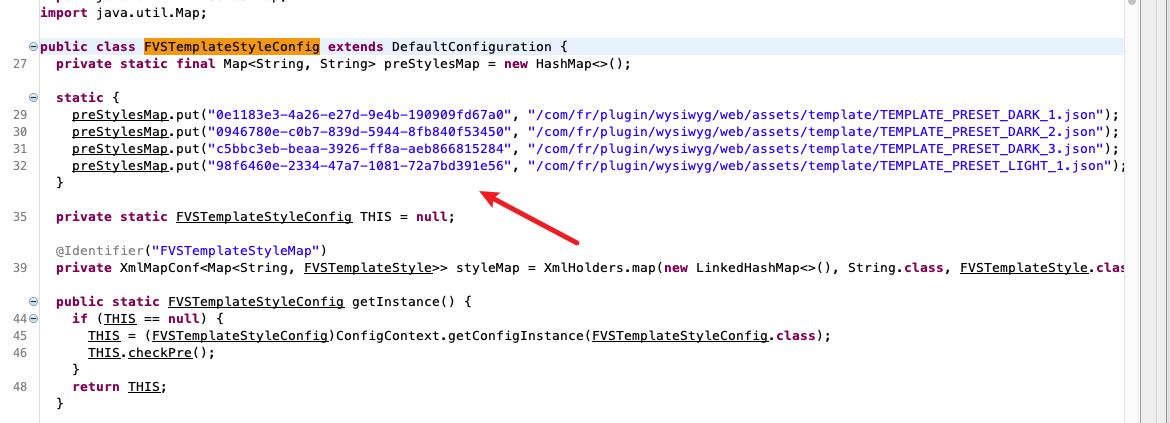 import java.util.Map;
public class FVSTemplateStyleConfig extends DefaultConfiguration {
27 private static final Map<String, String> preStylesMap = new HashMap<>();
static {
29 preStylesMap.put("0e1183e3-4a26-e27d-9e4b-190909fd67a0", "/com/fr/plugin/wysiwyg/web/assets/template/TEMPLATE_PRESET_DARK_1.json");
30 preStylesMap.put("0946780e-c0b7-839d-5944-8fb840f53450", "/com/fr/plugin/wysiwyg/web/assets/template/TEMPLATE_PRESET_DARK_2.json");
31 preStylesMap.put("c5bbc3eb-beaa-3926-ff8a-aeb866815284", "/com/fr/plugin/wysiwyg/web/assets/template/TEMPLATE_PRESET_DARK_3.json");
32 preStylesMap.put("98f6460e-2334-47a7-1081-72a7bd391e56", "/com/fr/plugin/wysiwyg/web/assets/template/TEMPLATE_PRESET_LIGHT_1.json");
}
35 private static FVSTemplateStyleConfig THIS = null;
@Identifier("FVSTemplateStyleMap")
39 private XmlMapConf<Map<String, FVSTemplateStyle>> styleMap = XmlHolders.map(new LinkedHashMap<>(), String.class, FVSTemplateStyle.clas
public static FVSTemplateStyleConfig getInstance() {
44 if (THIS == null) {
45 THIS = (FVSTemplateStyleConfig)ConfigContext.getConfigInstance(FVSTemplateStyleConfig.class);
46 THIS.checkPre();
}
48 return THIS;
}